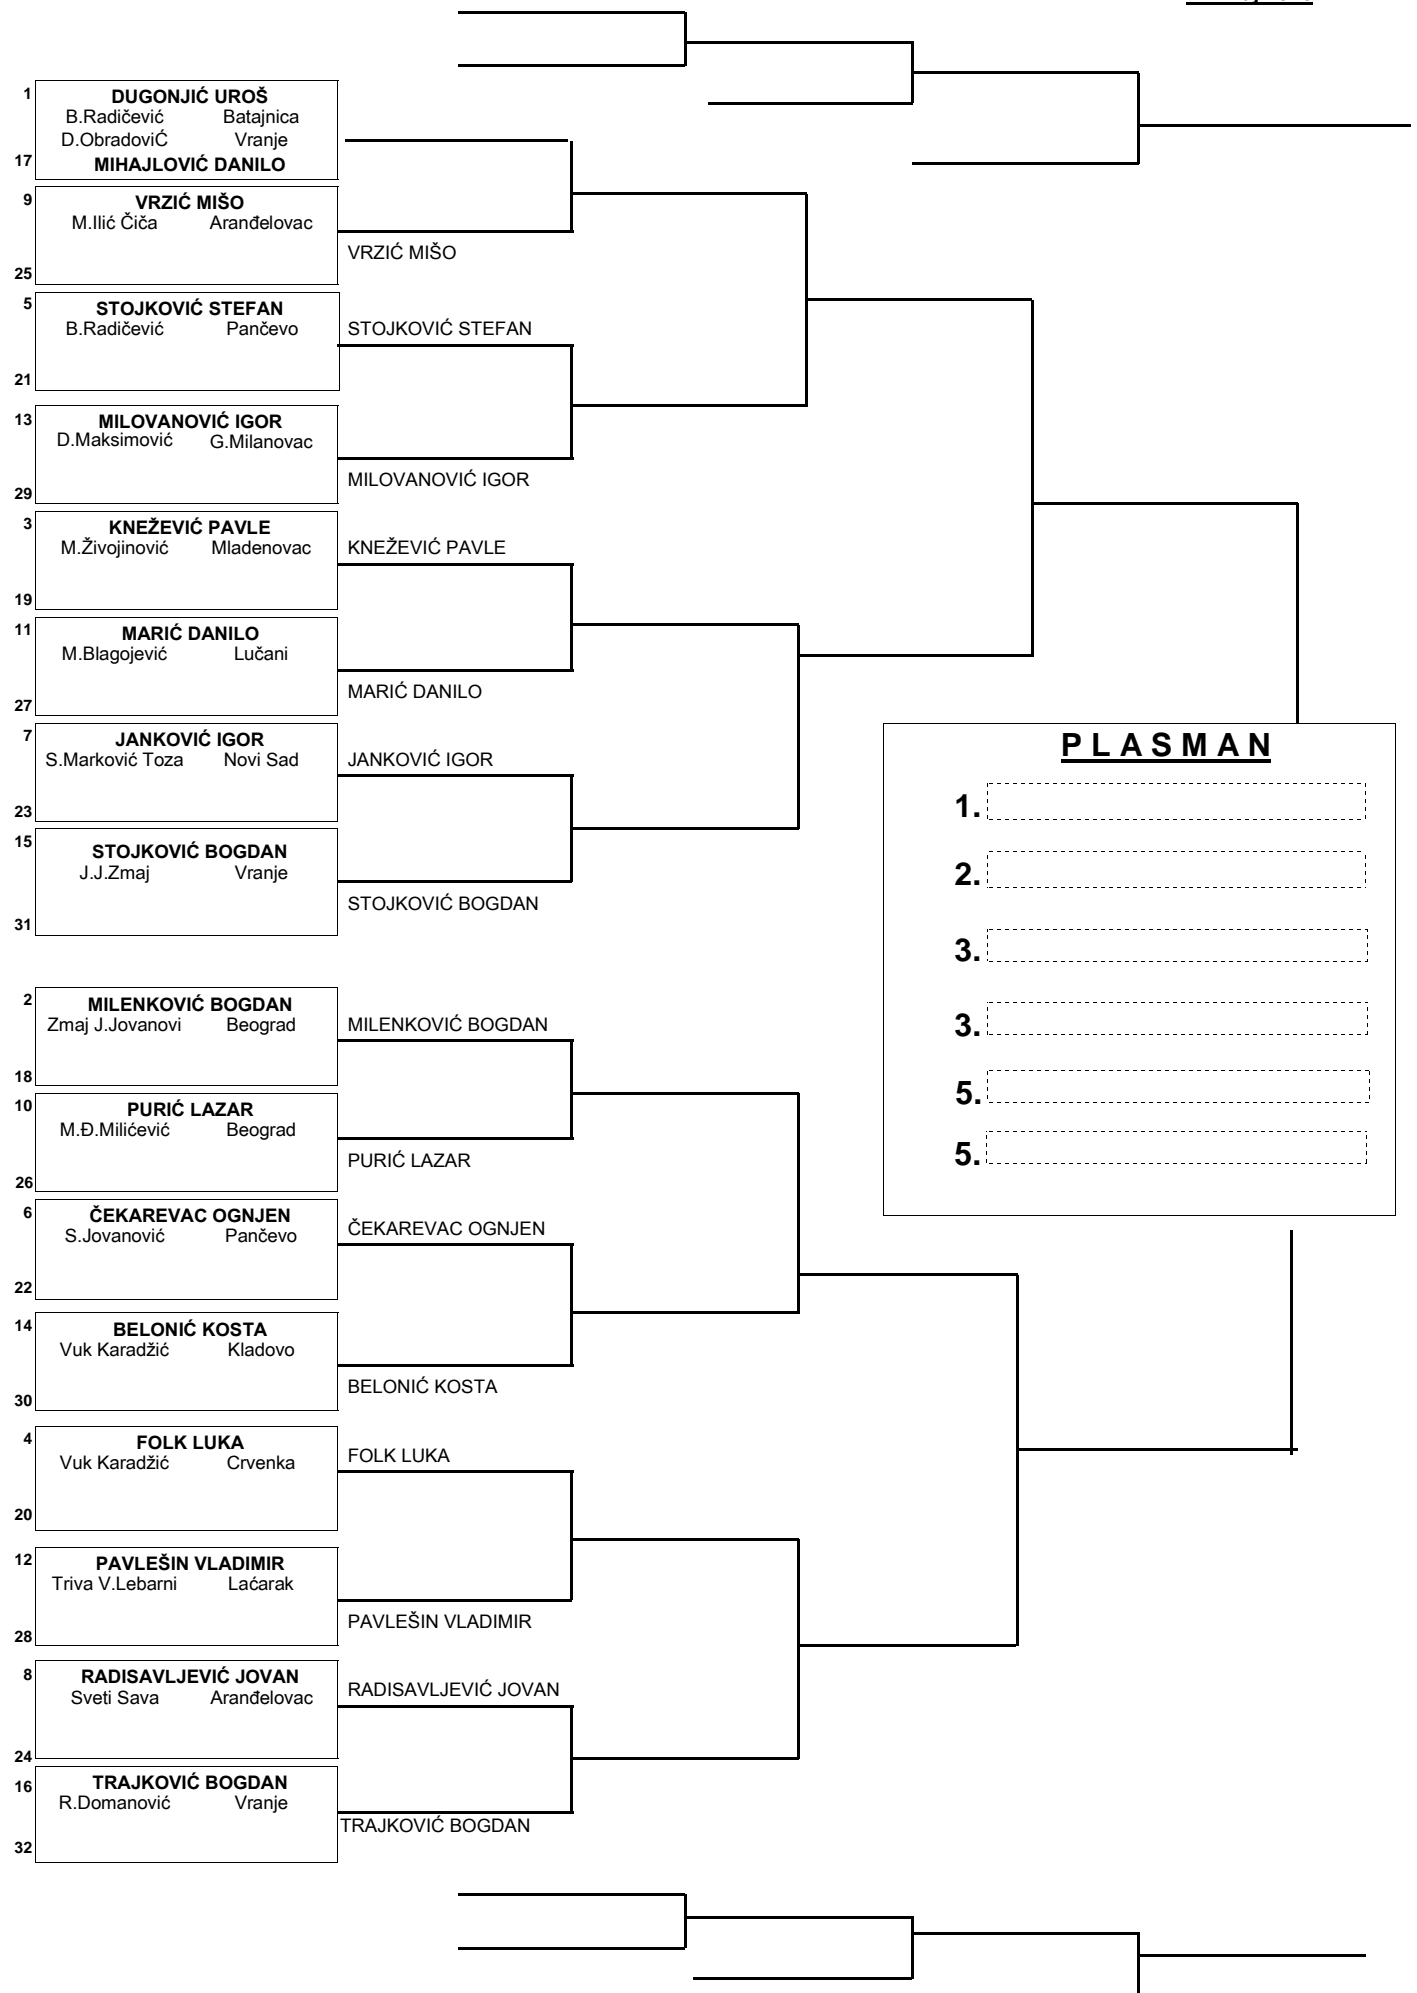 1 DUGONJIĆ UROŠ
B.Radičević Batajnica
D.ObradoviĆ Vranje
17 MIHAJLOVIĆ DANILO
9 VRZIĆ MIŠO
M.Ilić Čiča Aranđelovac
VRZIĆ MIŠO
25
5 STOJKOVIĆ STEFAN
B.Radičević Pančevo STOJKOVIĆ STEFAN
21
13 MILOVANOVIĆ IGOR
D.Maksimović G.Milanovac
MILOVANOVIĆ IGOR
29
3 KNEŽEVIĆ PAVLE
M.Živojinović Mladenovac KNEŽEVIĆ PAVLE
19
11 MARIĆ DANILO
M.Blagojević Lučani
MARIĆ DANILO
27
7 JANKOVIĆ IGOR
S.Marković Toza Novi Sad JANKOVIĆ IGOR
23
15 STOJKOVIĆ BOGDAN
J.J.Zmaj Vranje
STOJKOVIĆ BOGDAN
31
PLASMAN
1.
2.
3.
3.
5.
5.
2 MILENKOVIĆ BOGDAN
Zmaj J.Jovanovi Beograd MILENKOVIĆ BOGDAN
18
10 PURIĆ LAZAR
M.Đ.Milićević Beograd
PURIĆ LAZAR
26
6 ČEKAREVAC OGNJEN
S.Jovanović Pančevo ČEKAREVAC OGNJEN
22
14 BELONIĆ KOSTA
Vuk Karadžić Kladovo
BELONIĆ KOSTA
30
4 FOLK LUKA
Vuk Karadžić Crvenka FOLK LUKA
20
12 PAVLEŠIN VLADIMIR
Triva V.Lebarni Laćarak
PAVLEŠIN VLADIMIR
28
8 RADISAVLJEVIĆ JOVAN
Sveti Sava Aranđelovac RADISAVLJEVIĆ JOVAN
24
16 TRAJKOVIĆ BOGDAN
R.Domanović Vranje
TRAJKOVIĆ BOGDAN
32